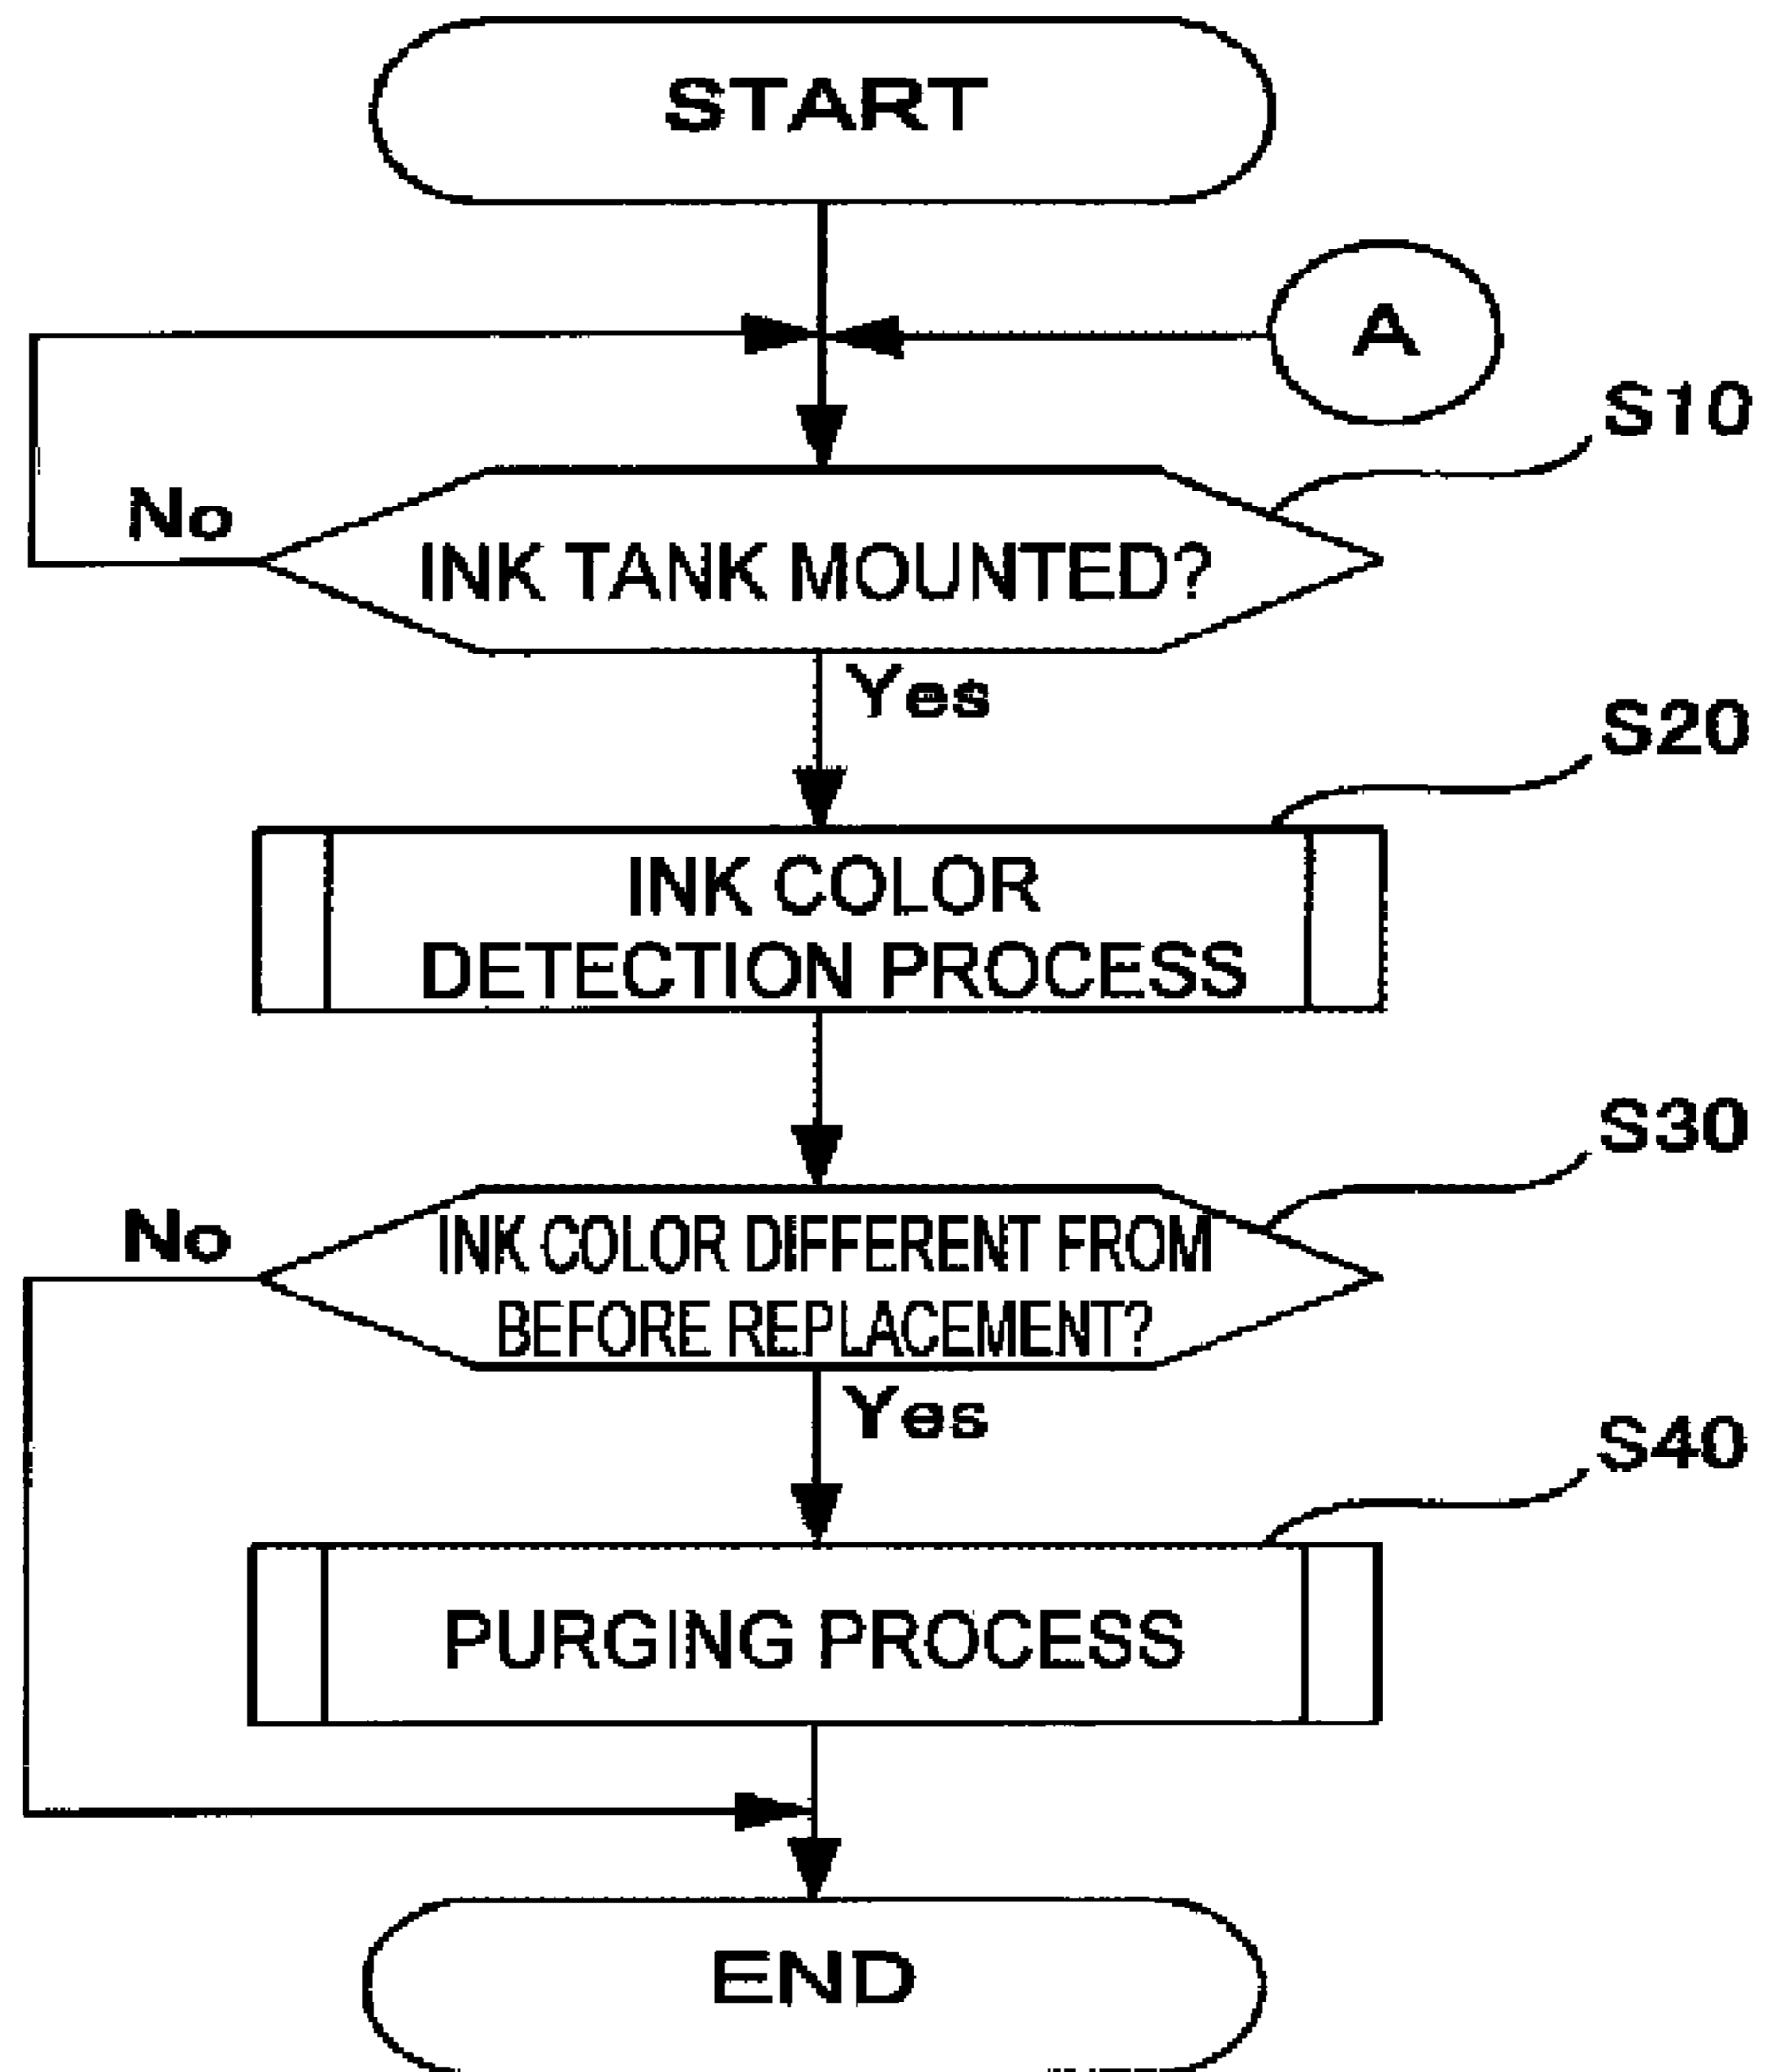 START
A
S10
No
INK TANK MOUNTED?
Yes
S20
INK COLOR
DETECTION PROCESS
S30
No
INK COLOR DIFFERENT FROM
BEFORE REPLACEMENT?
Yes
S40
PURGING PROCESS
END